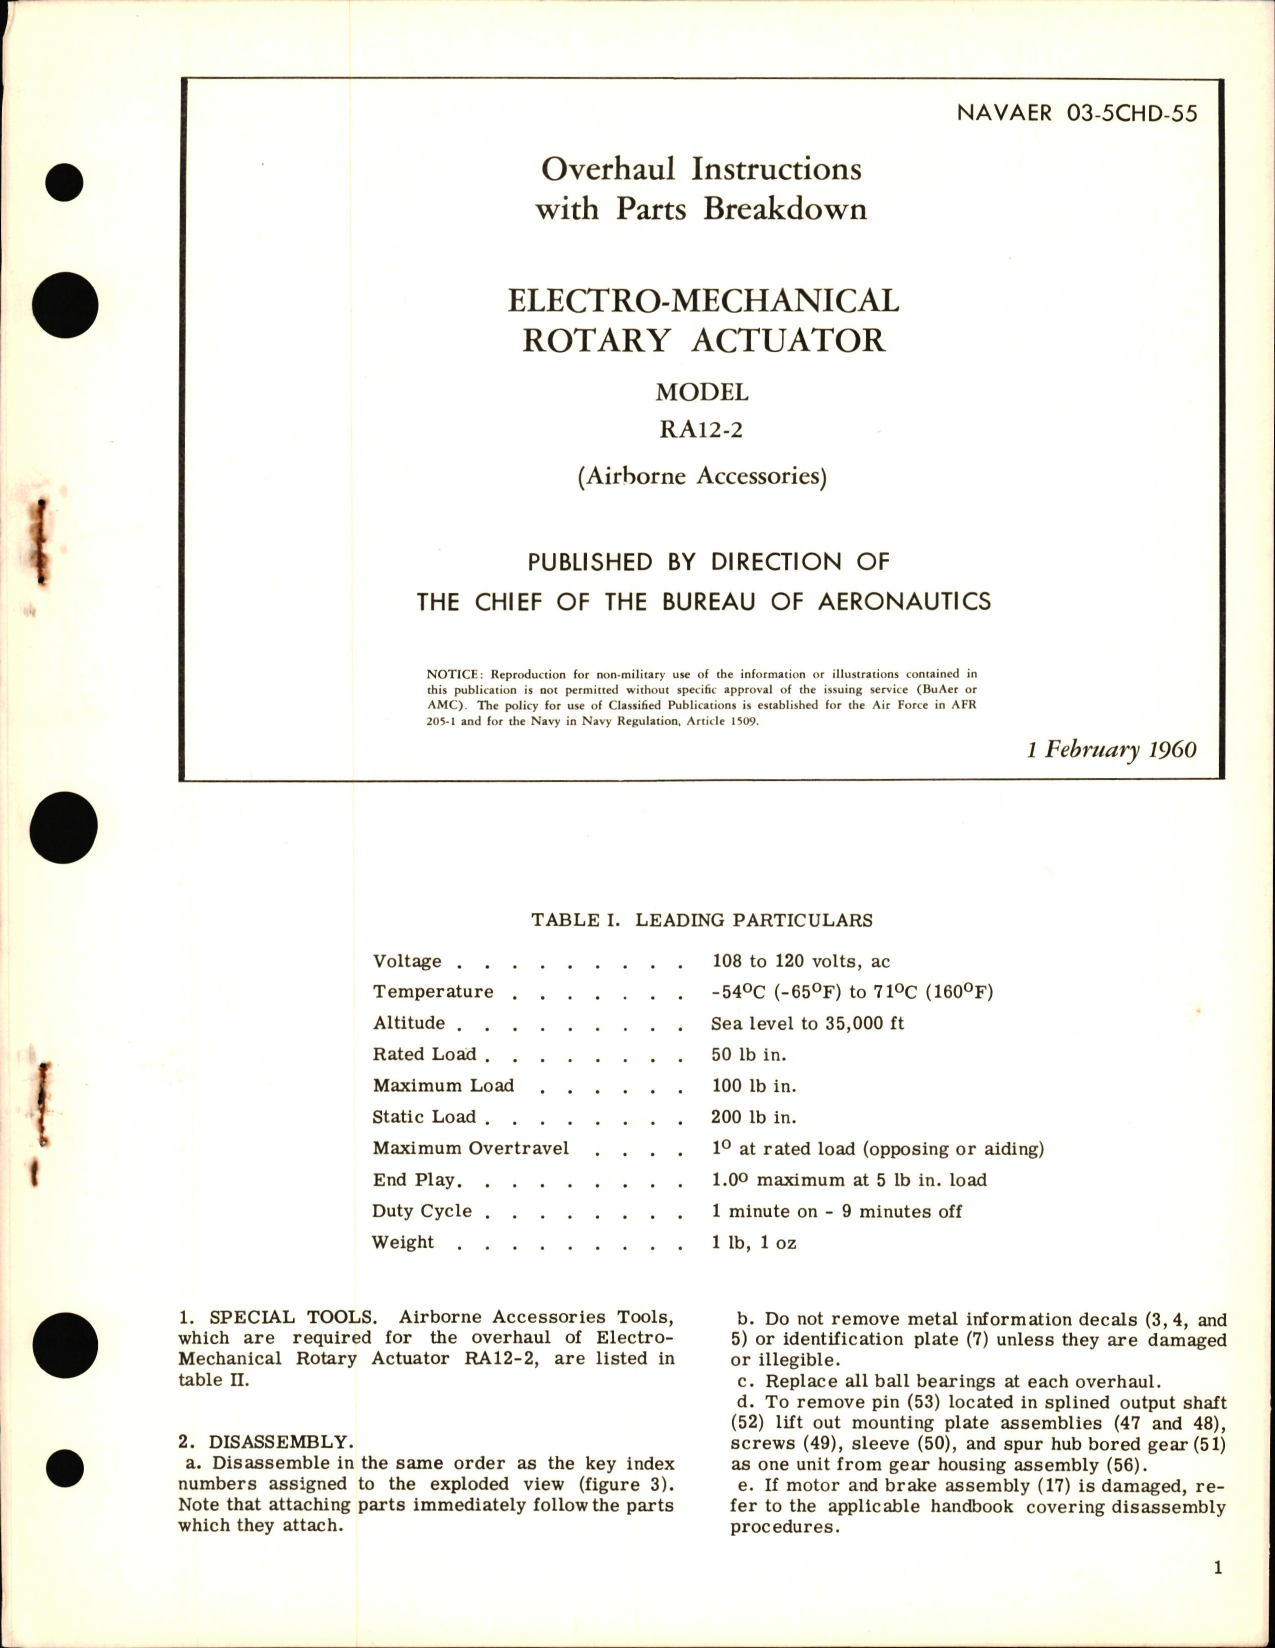 NAVAER 03-5CHD-55
Overhaul Instructions
with Parts Breakdown
ELECTRO-MECHANICAL
ROTARY ACTUATOR
MODEL
RA12-2
(Airborne Accessories)
PUBLISHED BY DIRECTION OF
THE CHIEF OF THE BUREAU OF AERONAUTICS
NOTICE: Reproduction for non-military use of the information or illustrations contained in
this publication is not permitted without specific approval of the issuing service (BuAer or
AMC). The policy for use of Classified Publications is established for the Air Force in AFR
205-1 and for the Navy in Navy Regulation, Article 1509.
1 February 1960
TABLE I. LEADING PARTICULARS
Voltage . . . . . . . . . 108 to 120 volts, ac
Temperature . . . . . . . -54°C (-65°F) to 71°C (160°F)
Altitude . . . . . . . . . Sea level to 35,000 ft
Rated Load . . . . . . . . 50 lb in.
Maximum Load . . . . . . 100 lb in.
Static Load . . . . . . . . 200 lb in.
Maximum Overtravel . . . . 1° at rated load (opposing or aiding)
End Play. . . . . . . . . 1.0° maximum at 5 lb in. load
Duty Cycle . . . . . . . . 1 minute on - 9 minutes off
Weight . . . . . . . . . 1 lb, 1 oz
1. SPECIAL TOOLS. Airborne Accessories Tools,
which are required for the overhaul of Electro-
Mechanical Rotary Actuator RA12-2, are listed in
table II.
2. DISASSEMBLY.
a. Disassemble in the same order as the key index
numbers assigned to the exploded view (figure 3).
Note that attaching parts immediately follow the parts
which they attach.
b. Do not remove metal information decals (3, 4, and
5) or identification plate (7) unless they are damaged
or illegible.
c. Replace all ball bearings at each overhaul.
d. To remove pin (53) located in splined output shaft
(52) lift out mounting plate assemblies (47 and 48),
screws (49), sleeve (50), and spur hub bored gear (51)
as one unit from gear housing assembly (56).
e. If motor and brake assembly (17) is damaged, re-
fer to the applicable handbook covering disassembly
procedures.
1